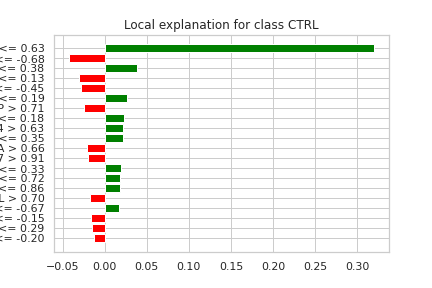 Local explanation for class CTRL
<= 0.63
<= -0.68
<= 0.38
<= 0.13
<= -0.45
<= 0.19
P > 0.71
<= 0.18
4 > 0.63
<= 0.35
A > 0.66
7 > 0.91
<= 0.33
<= 0.72
<= 0.86
L > 0.70
<= -0.67
<= -0.15
<= 0.29
<= -0.20
−0.05 0.00 0.05 0.10 0.15 0.20 0.25 0.30